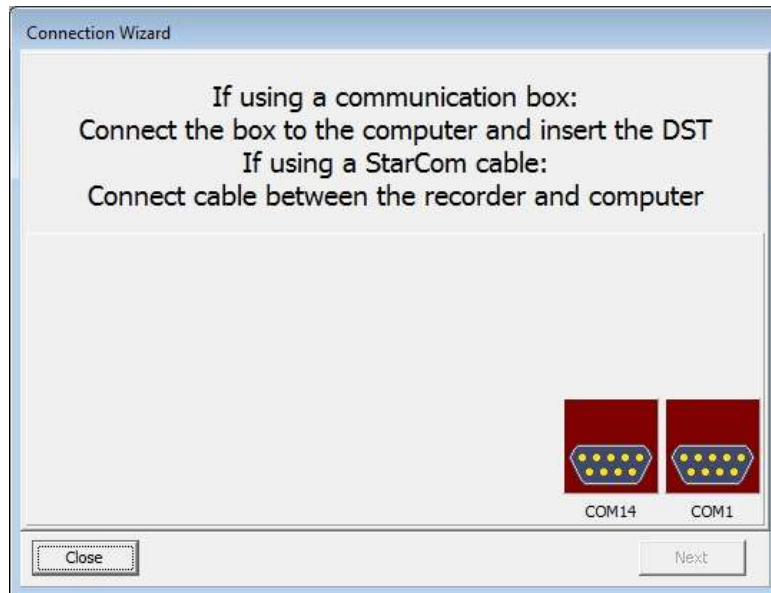 Connection Wizard
If using a communication box:
Connect the box to the computer and insert the DST
If using a StarCom cable:
Connect cable between the recorder and computer
COM14
COM1
Close
Next